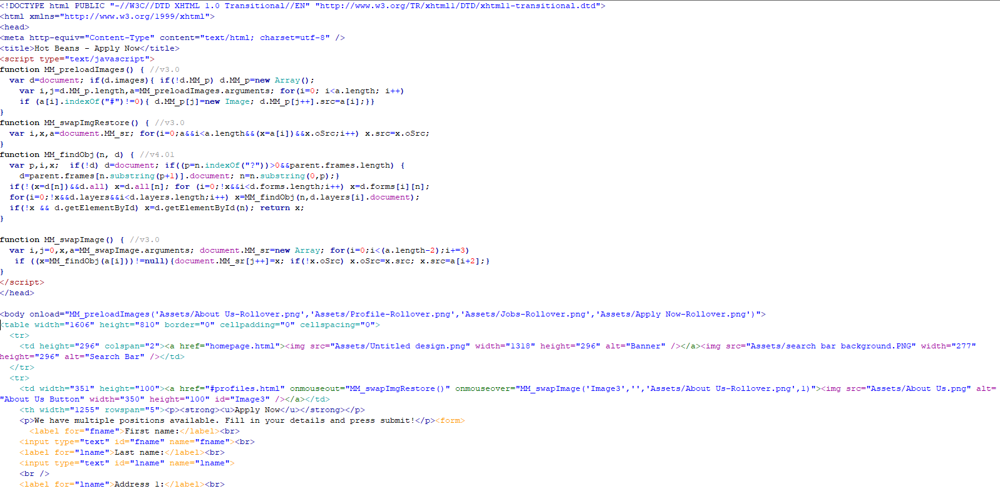 <!DOCTYPE html PUBLIC "-//W3C//DTD XHTML 1.0 Transitional//EN" "http://www.w3.org/TR/xhtml1/DTD/xhtml1-transitional.dtd">
<html xmlns="http://www.w3.org/1999/xhtml">
<head>
<meta http-equiv="Content-Type" content="text/html; charset=utf-8" />
<title>Hot Beans - Apply Now</title>
<script type="text/javascript">
function MM_preloadImages() { //v3.0
  var d=document; if(d.images){ if(!d.MM_p) d.MM_p=new Array();
    var i,j=d.MM_p.length,a=MM_preloadImages.arguments; for(i=0; i<a.length; i++)
    if (a[i].indexOf("#")!=0){ d.MM_p[j]=new Image; d.MM_p[j++].src=a[i];}}
}
function MM_swapImgRestore() { //v3.0
  var i,x,a=document.MM_sr; for(i=0;a&&i<a.length&&(x=a[i])&&x.oSrc;i++) x.src=x.oSrc;
}
function MM_findObj(n, d) { //v4.01
  var p,i,x;  if(!d) d=document; if((p=n.indexOf("?"))>0&&parent.frames.length) {
    d=parent.frames[n.substring(p+1)].document; n=n.substring(0,p);}
  if(!(x=d[n])&&d.all) x=d.all[n]; for (i=0;!x&&i<d.forms.length;i++) x=d.forms[i][n];
  for(i=0;!x&&d.layers&&i<d.layers.length;i++) x=MM_findObj(n,d.layers[i].document);
  if(!x && d.getElementById) x=d.getElementById(n); return x;
}

function MM_swapImage() { //v3.0
  var i,j=0,x,a=MM_swapImage.arguments; document.MM_sr=new Array; for(i=0;i<(a.length-2);i+=3)
   if ((x=MM_findObj(a[i]))!=null){document.MM_sr[j++]=x; if(!x.oSrc) x.oSrc=x.src; x.src=a[i+2];}
}
</script>
</head>

<body onload="MM_preloadImages('Assets/About Us-Rollover.png','Assets/Profile-Rollover.png','Assets/Jobs-Rollover.png','Assets/Apply Now-Rollover.png')">
<table width="1606" height="810" border="0" cellpadding="0" cellspacing="0">
  <tr>
    <td height="296" colspan="2"><a href="homepage.html"><img src="Assets/Untitled design.png" width="1318" height="296" alt="Banner" /></a><img src="Assets/search bar background.PNG" width="277"
height="296" alt="Search Bar" /></td>
  </tr>
  <tr>
    <td width="351" height="100"><a href="#profiles.html" onmouseout="MM_swapImgRestore()" onmouseover="MM_swapImage('Image3','','Assets/About Us-Rollover.png',1)"><img src="Assets/About Us.png" alt=
"About Us Button" width="350" height="100" id="Image3" /></a></td>
    <th width="1255" rowspan="5"><p><strong><u>Apply Now</u></strong></p>
    <p>We have multiple positions available. Fill in your details and press submit!</p><form>
      <label for="fname">First name:</label><br>
    <input type="text" id="fname" name="fname"><br>
    <label for="lname">Last name:</label><br>
    <input type="text" id="lname" name="lname">
    <br />
    <label for="lname">Address 1:</label><br>